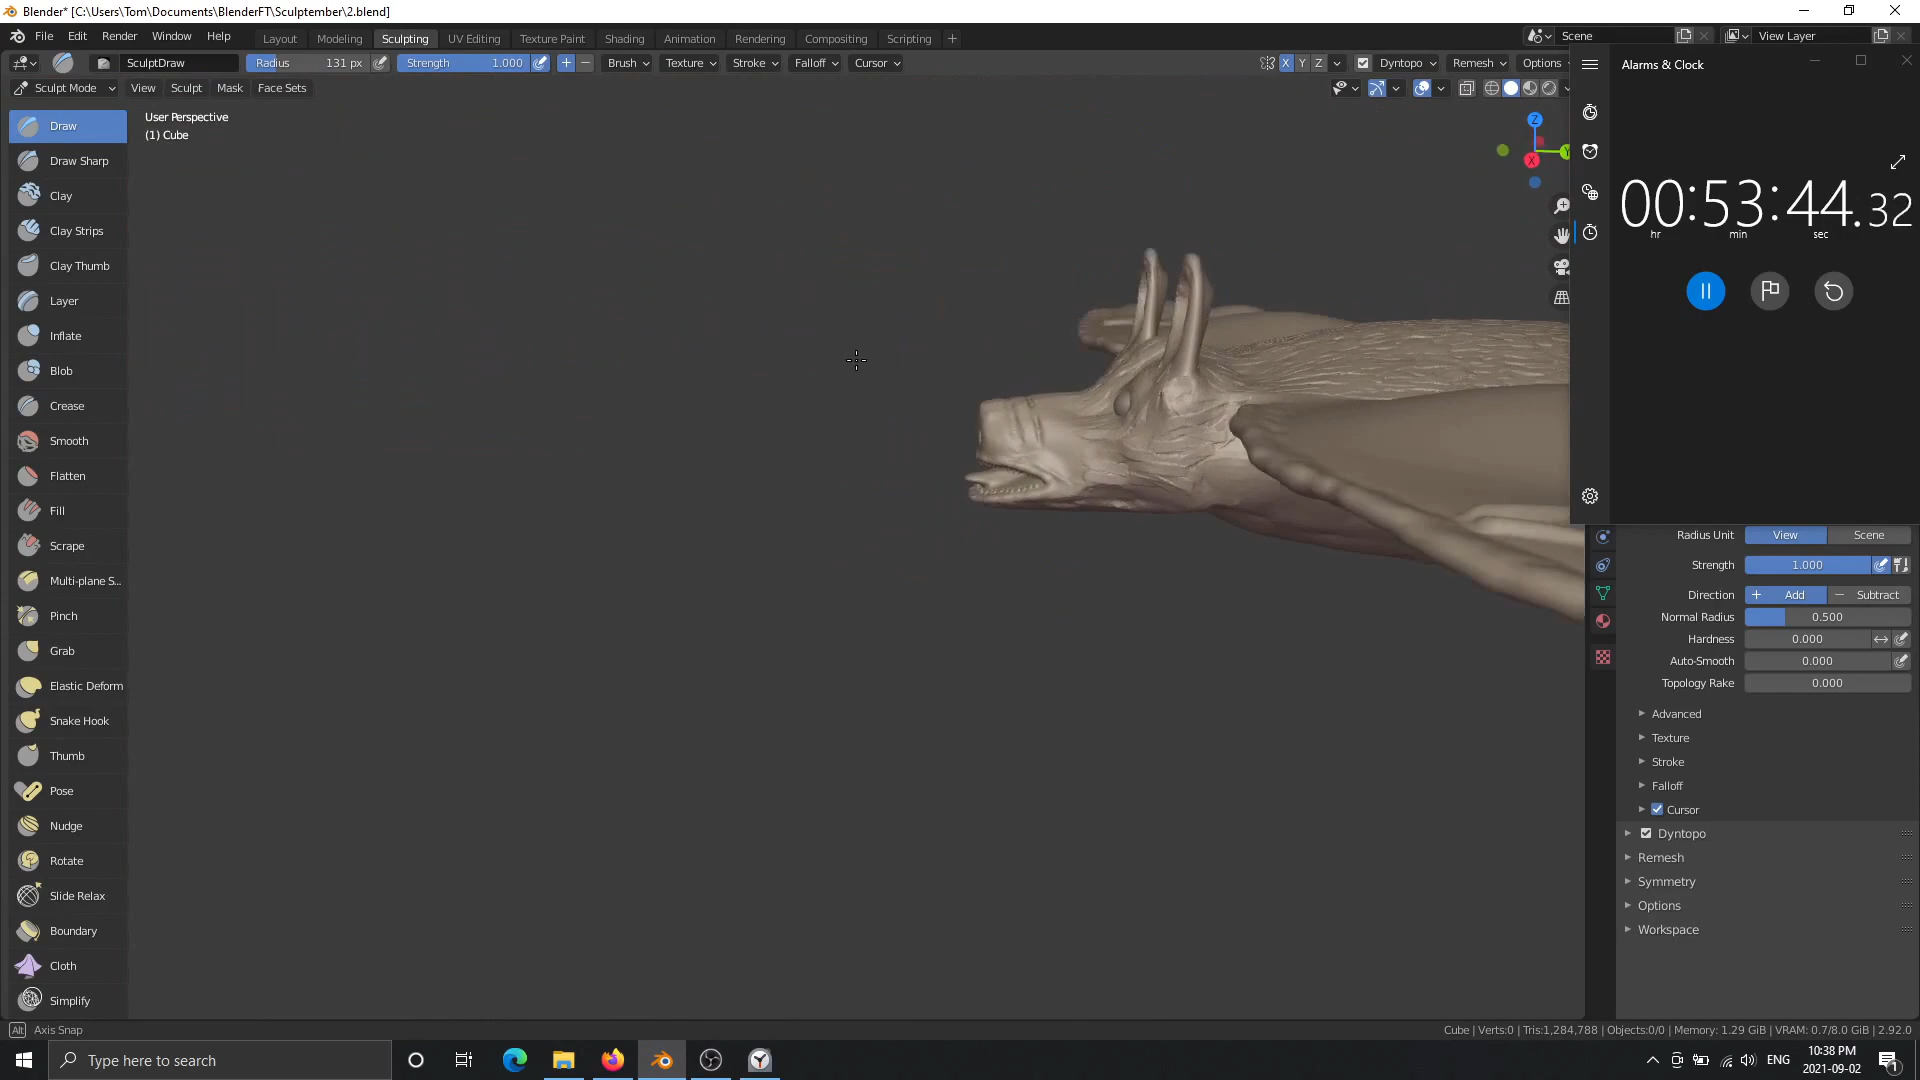 Blender* [C:\Users\Tom\Documents\BlenderFT\Sculptember\2.blend]
File Edit Render Window Help
Layout Modeling Sculpting UV Editing Texture Paint Shading Animation Rendering Compositing Scripting +
Scene
View Layer
SculptDraw
Radius 131 px
Strength 1.000
+ −
Brush Texture Stroke Falloff Cursor
X Y Z
Dyntopo Remesh Options
Sculpt Mode View Sculpt Mask Face Sets
User Perspective
(1) Cube
Draw
Draw Sharp
Clay
Clay Strips
Clay Thumb
Layer
Inflate
Blob
Crease
Smooth
Flatten
Fill
Scrape
Multi-plane S...
Pinch
Grab
Elastic Deform
Snake Hook
Thumb
Pose
Nudge
Rotate
Slide Relax
Boundary
Cloth
Simplify
Z
X
Y
Alarms & Clock
00:53:44.32
hr min sec
Radius Unit View Scene
Strength 1.000
Direction + Add − Subtract
Normal Radius 0.500
Hardness 0.000
Auto-Smooth 0.000
Topology Rake 0.000
Advanced
Texture
Stroke
Falloff
Cursor
Dyntopo
Remesh
Symmetry
Options
Workspace
Alt Axis Snap
Cube | Verts:0 | Tris:1,284,788 | Objects:0/0 | Memory: 1.29 GiB | VRAM: 0.7/8.0 GiB | 2.92.0
Type here to search
ENG
10:38 PM
2021-09-02
1